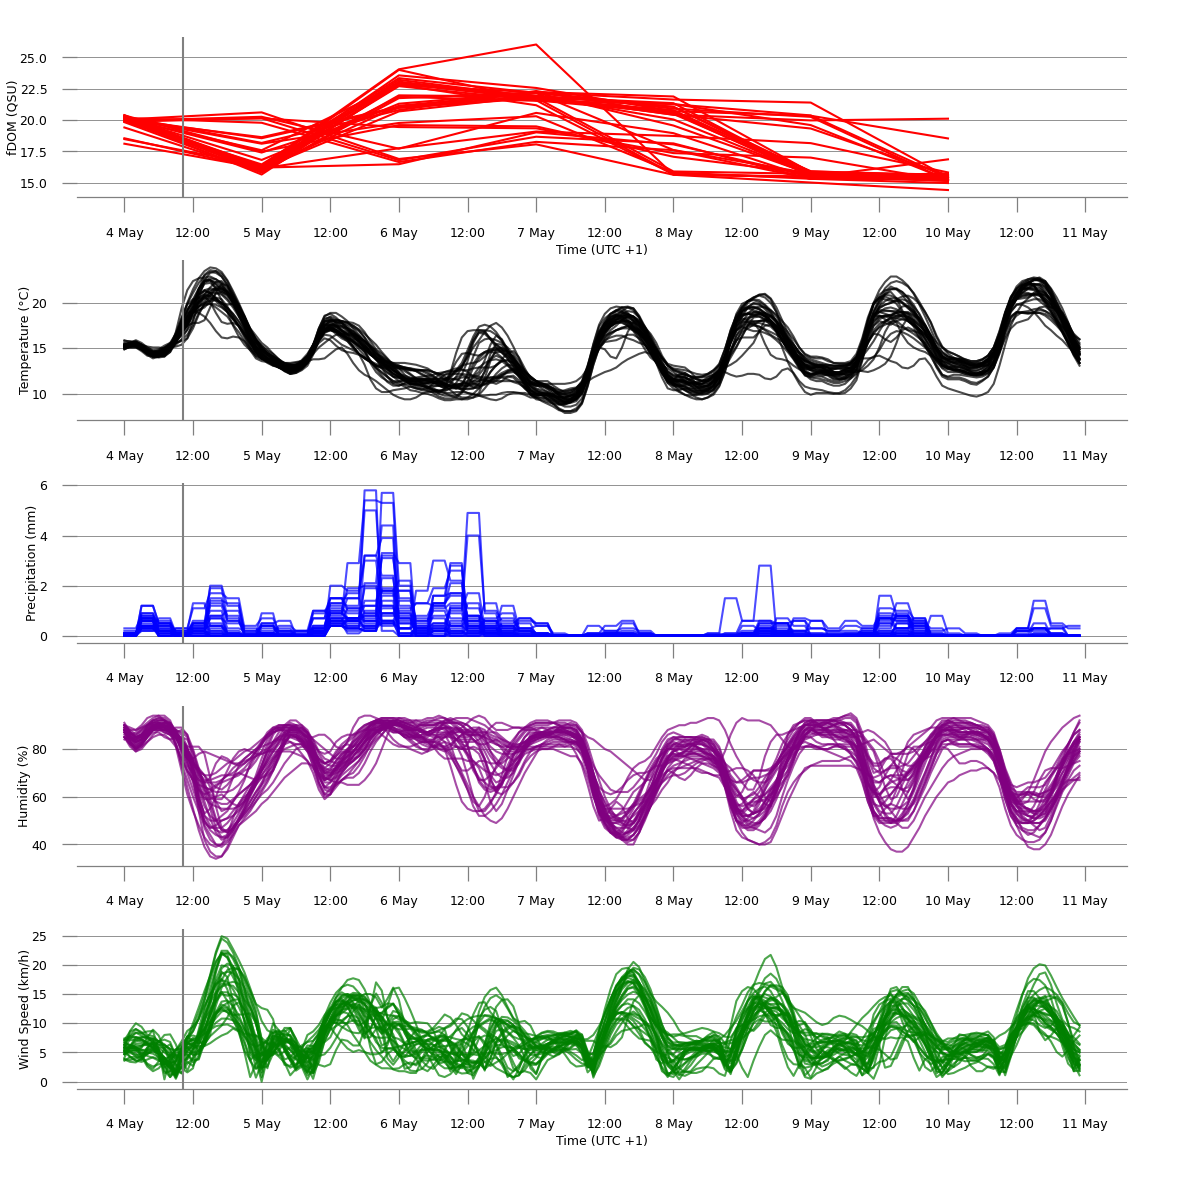 25.0
22.5
20.0
17.5
15.0
fDOM (QSU)
4 May 12:00 5 May 12:00 6 May 12:00 7 May 12:00 8 May 12:00 9 May 12:00 10 May 12:00 11 May
Time (UTC +1)
20
15
10
Temperature (°C)
4 May 12:00 5 May 12:00 6 May 12:00 7 May 12:00 8 May 12:00 9 May 12:00 10 May 12:00 11 May
6
4
2
0
Precipitation (mm)
4 May 12:00 5 May 12:00 6 May 12:00 7 May 12:00 8 May 12:00 9 May 12:00 10 May 12:00 11 May
80
60
40
Humidity (%)
4 May 12:00 5 May 12:00 6 May 12:00 7 May 12:00 8 May 12:00 9 May 12:00 10 May 12:00 11 May
25
20
15
10
5
0
Wind Speed (km/h)
4 May 12:00 5 May 12:00 6 May 12:00 7 May 12:00 8 May 12:00 9 May 12:00 10 May 12:00 11 May
Time (UTC +1)